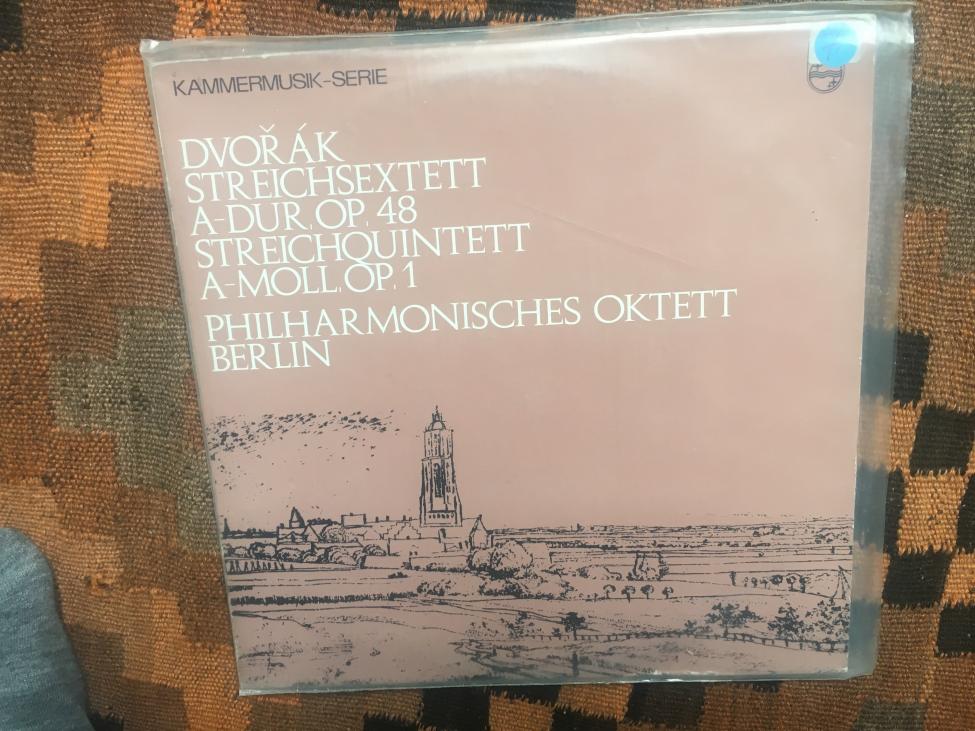 KAMMERMUSIK-SERIE
DVOŘÁK
STREICHSEXTETT
A-DUR, OP. 48
STREICHQUINTETT
A-MOLL, OP. 1
PHILHARMONISCHES OKTETT
BERLIN